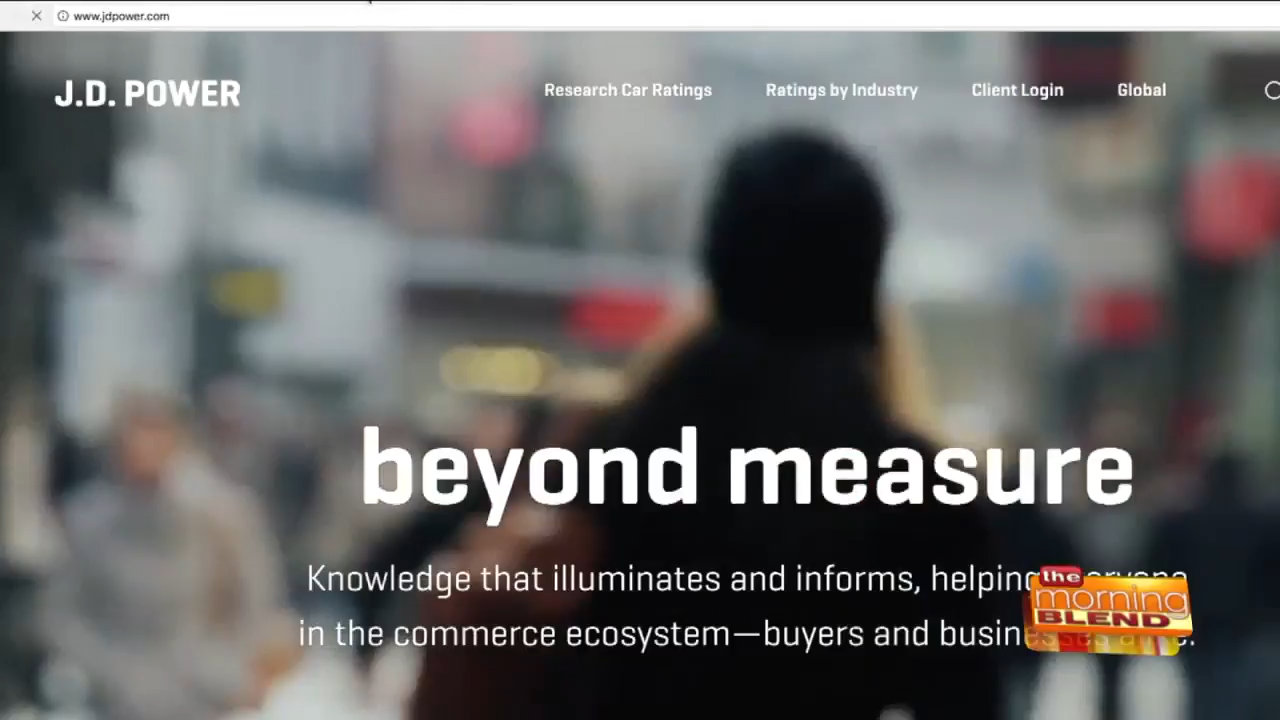 www.jdpower.com
J.D. POWER
Research Car Ratings
Ratings by Industry
Client Login
Global
beyond measure
Knowledge that illuminates and informs, helping
in the commerce ecosystem—buyers and
the
morning
BLEND